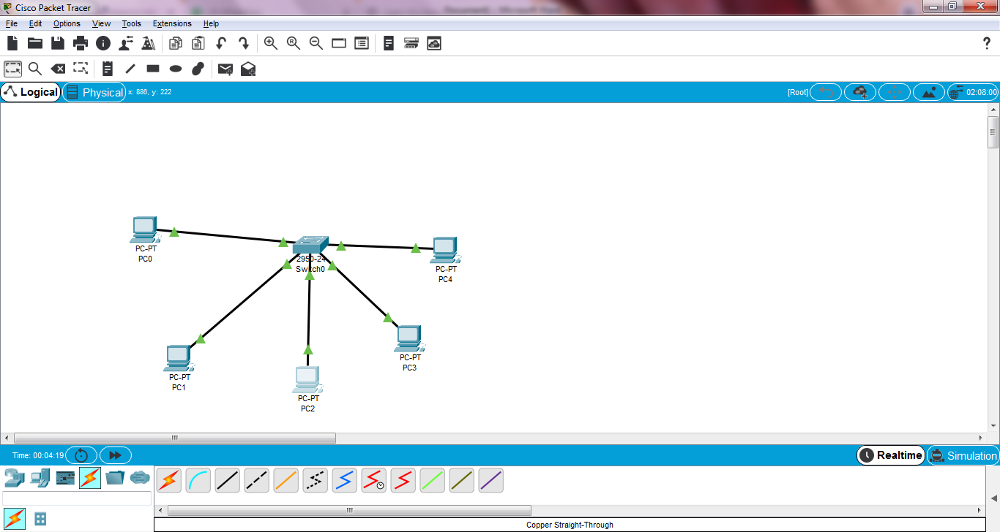 Cisco Packet Tracer
File Edit Options View Tools Extensions Help
?
Logical Physical x: 886, y: 222 [Root] 02:08:00
PC-PT
PC0
2950-24
Switch0
PC-PT
PC4
PC-PT
PC3
PC-PT
PC1
PC-PT
PC2
Time: 00:04:19 Realtime Simulation
Copper Straight-Through